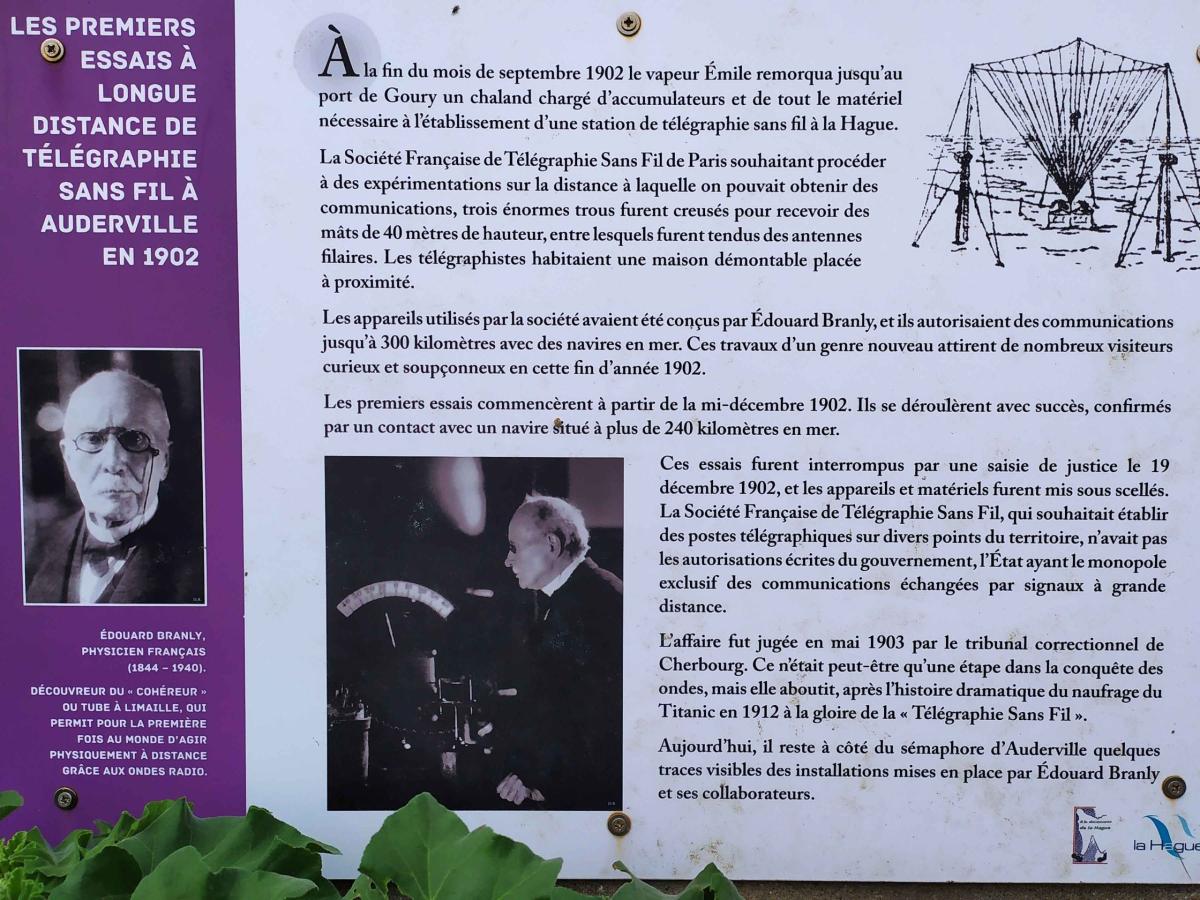 LES PREMIERS
ESSAIS À
LONGUE
DISTANCE DE
TÉLÉGRAPHIE
SANS FIL À
AUDERVILLE
EN 1902
À la fin du mois de septembre 1902 le vapeur Émile remorqua jusqu'au
port de Goury un chaland chargé d'accumulateurs et de tout le matériel
nécessaire à l'établissement d'une station de télégraphie sans fil à la Hague.
La Société Française de Télégraphie Sans Fil de Paris souhaitant procéder
à des expérimentations sur la distance à laquelle on pouvait obtenir des
communications, trois énormes trous furent creusés pour recevoir des
mâts de 40 mètres de hauteur, entre lesquels furent tendus des antennes
filaires. Les télégraphistes habitaient une maison démontable placée
à proximité.
Les appareils utilisés par la société avaient été conçus par Édouard Branly, et ils autorisaient des communications
jusqu'à 300 kilomètres avec des navires en mer. Ces travaux d'un genre nouveau attirent de nombreux visiteurs
curieux et soupçonneux en cette fin d'année 1902.
Les premiers essais commencèrent à partir de la mi-décembre 1902. Ils se déroulèrent avec succès, confirmés
par un contact avec un navire situé à plus de 240 kilomètres en mer.
Ces essais furent interrompus par une saisie de justice le 19
décembre 1902, et les appareils et matériels furent mis sous scellés.
La Société Française de Télégraphie Sans Fil, qui souhaitait établir
des postes télégraphiques sur divers points du territoire, n'avait pas
les autorisations écrites du gouvernement, l'État ayant le monopole
exclusif des communications échangées par signaux à grande
distance.
L'affaire fut jugée en mai 1903 par le tribunal correctionnel de
Cherbourg. Ce n'était peut-être qu'une étape dans la conquête des
ondes, mais elle aboutit, après l'histoire dramatique du naufrage du
Titanic en 1912 à la gloire de la « Télégraphie Sans Fil ».
Aujourd'hui, il reste à côté du sémaphore d'Auderville quelques
traces visibles des installations mises en place par Édouard Branly
et ses collaborateurs.
ÉDOUARD BRANLY,
PHYSICIEN FRANÇAIS
(1844 – 1940).
DÉCOUVREUR DU « COHÉREUR »
OU TUBE À LIMAILLE, QUI
PERMIT POUR LA PREMIÈRE
FOIS AU MONDE D'AGIR
PHYSIQUEMENT À DISTANCE
GRÂCE AUX ONDES RADIO.
A la découverte
de la Hague
la Hague